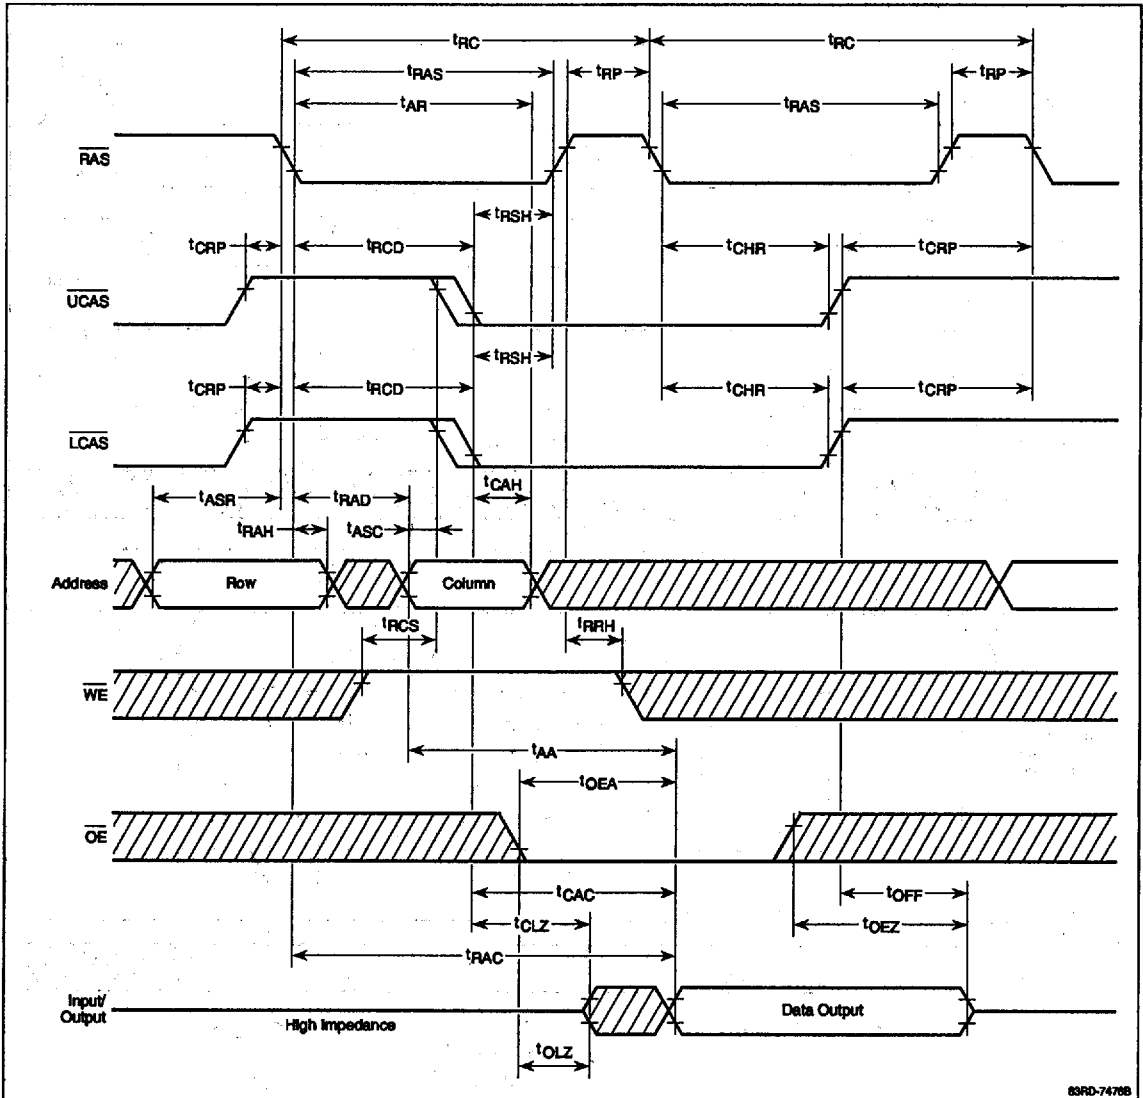 tRC tRC
tRAS tRP tRP
tAR tRAS
RAS
tRSH
tCRP tRCD tCHR tCRP
UCAS
tRSH
tCRP tRCD tCHR tCRP
LCAS
tCAH
tASR tRAD
tRAH tASC
Address Row Column
tRCS tRRH
WE
tAA
tOEA
OE
tCAC tOFF
tCLZ tOEZ
tRAC
Input/
Output
High Impedance
Data Output
tOLZ
83RD-7476B